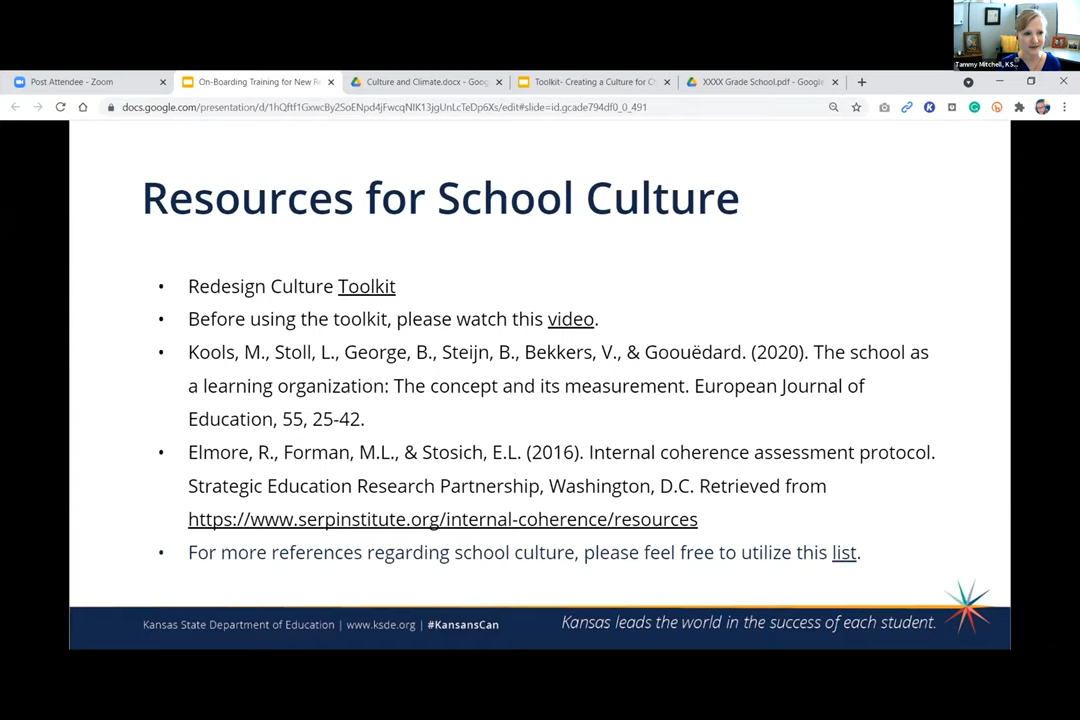 Tammy Mitchell, KS...
Post Attendee - Zoom
On-Boarding Training for New Re
Culture and Climate.docx - Goog
Toolkit- Creating a Culture for C
XXXX Grade School.pdf - Google
docs.google.com/presentation/d/1hQftf1GxwcBy2SoENpd4jFwcqNIK13jgUnLcTeDp6Xs/edit#slide=id.gcade794df0_0_491
Resources for School Culture
• Redesign Culture Toolkit
• Before using the toolkit, please watch this video.
• Kools, M., Stoll, L., George, B., Steijn, B., Bekkers, V., & Goouëdard. (2020). The school as
a learning organization: The concept and its measurement. European Journal of
Education, 55, 25-42.
• Elmore, R., Forman, M.L., & Stosich, E.L. (2016). Internal coherence assessment protocol.
Strategic Education Research Partnership, Washington, D.C. Retrieved from
https://www.serpinstitute.org/internal-coherence/resources
• For more references regarding school culture, please feel free to utilize this list.
Kansas State Department of Education | www.ksde.org | #KansansCan
Kansas leads the world in the success of each student.